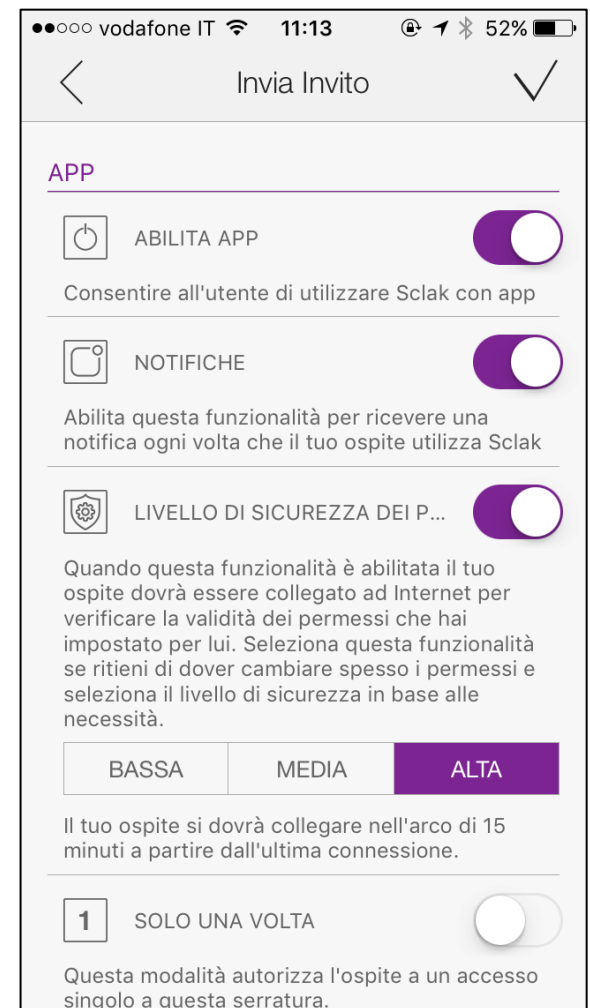 vodafone IT 11:13 52%
Invia Invito
APP
ABILITA APP
Consentire all'utente di utilizzare Sclak con app
NOTIFICHE
Abilita questa funzionalità per ricevere una
notifica ogni volta che il tuo ospite utilizza Sclak
LIVELLO DI SICUREZZA DEI P...
Quando questa funzionalità è abilitata il tuo
ospite dovrà essere collegato ad Internet per
verificare la validità dei permessi che hai
impostato per lui. Seleziona questa funzionalità
se ritieni di dover cambiare spesso i permessi e
seleziona il livello di sicurezza in base alle
necessità.
BASSA MEDIA ALTA
Il tuo ospite si dovrà collegare nell'arco di 15
minuti a partire dall'ultima connessione.
1 SOLO UNA VOLTA
Questa modalità autorizza l'ospite a un accesso
singolo a questa serratura.